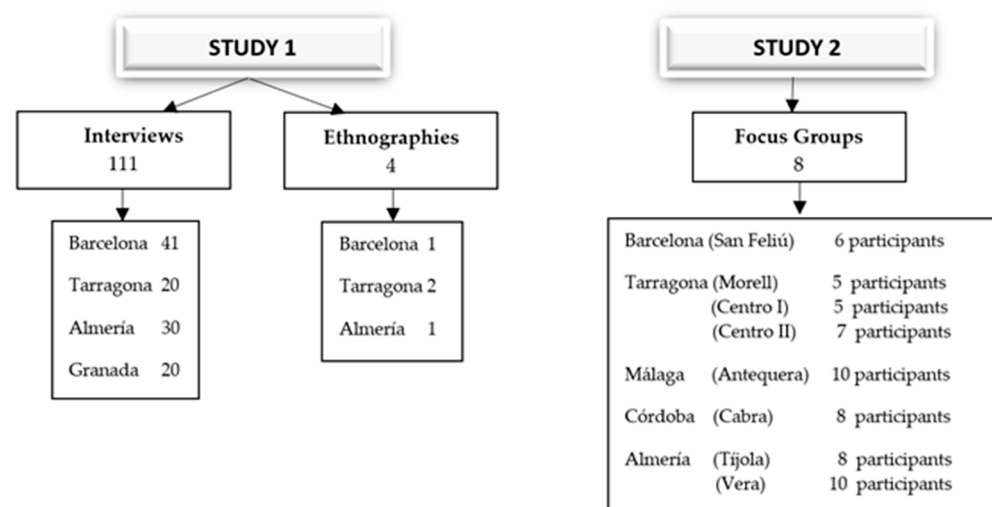 STUDY 1
Interviews
111
Barcelona 41
Tarragona 20
Almería 30
Granada 20
Ethnographies
4
Barcelona 1
Tarragona 2
Almería 1
STUDY 2
Focus Groups
8
Barcelona (San Feliú) 6 participants
Tarragona (Morell) 5 participants
(Centro I) 5 participants
(Centro II) 7 participants
Málaga (Antequera) 10 participants
Córdoba (Cabra) 8 participants
Almería (Tíjola) 8 participants
(Vera) 10 participants